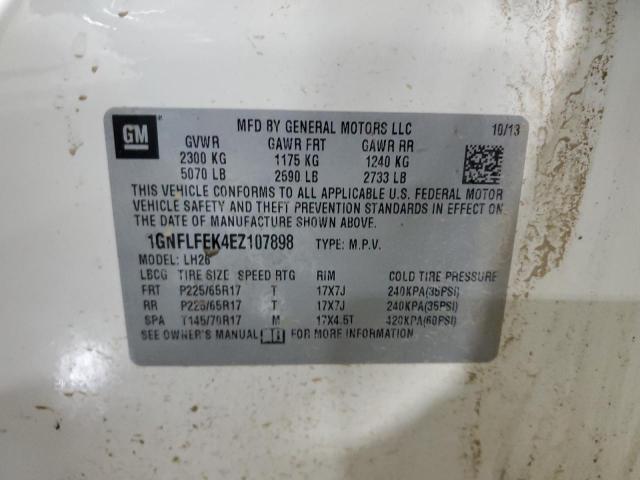 GM
MFD BY GENERAL MOTORS LLC 10/13
GVWR GAWR FRT GAWR RR
2300 KG 1175 KG 1240 KG
5070 LB 2590 LB 2733 LB
THIS VEHICLE CONFORMS TO ALL APPLICABLE U.S. FEDERAL MOTOR
VEHICLE SAFETY AND THEFT PREVENTION STANDARDS IN EFFECT ON
THE DATE OF MANUFACTURE SHOWN ABOVE.
1GNFLFEK4EZ107898 TYPE: M.P.V.
MODEL: LH26
LBCG TIRE SIZE SPEED RTG RIM COLD TIRE PRESSURE
FRT P225/65R17 T 17X7J 240KPA(35PSI)
RR P225/65R17 T 17X7J 240KPA(35PSI)
SPA T145/70R17 M 17X4.5T 420KPA(60PSI)
SEE OWNER'S MANUAL FOR MORE INFORMATION.